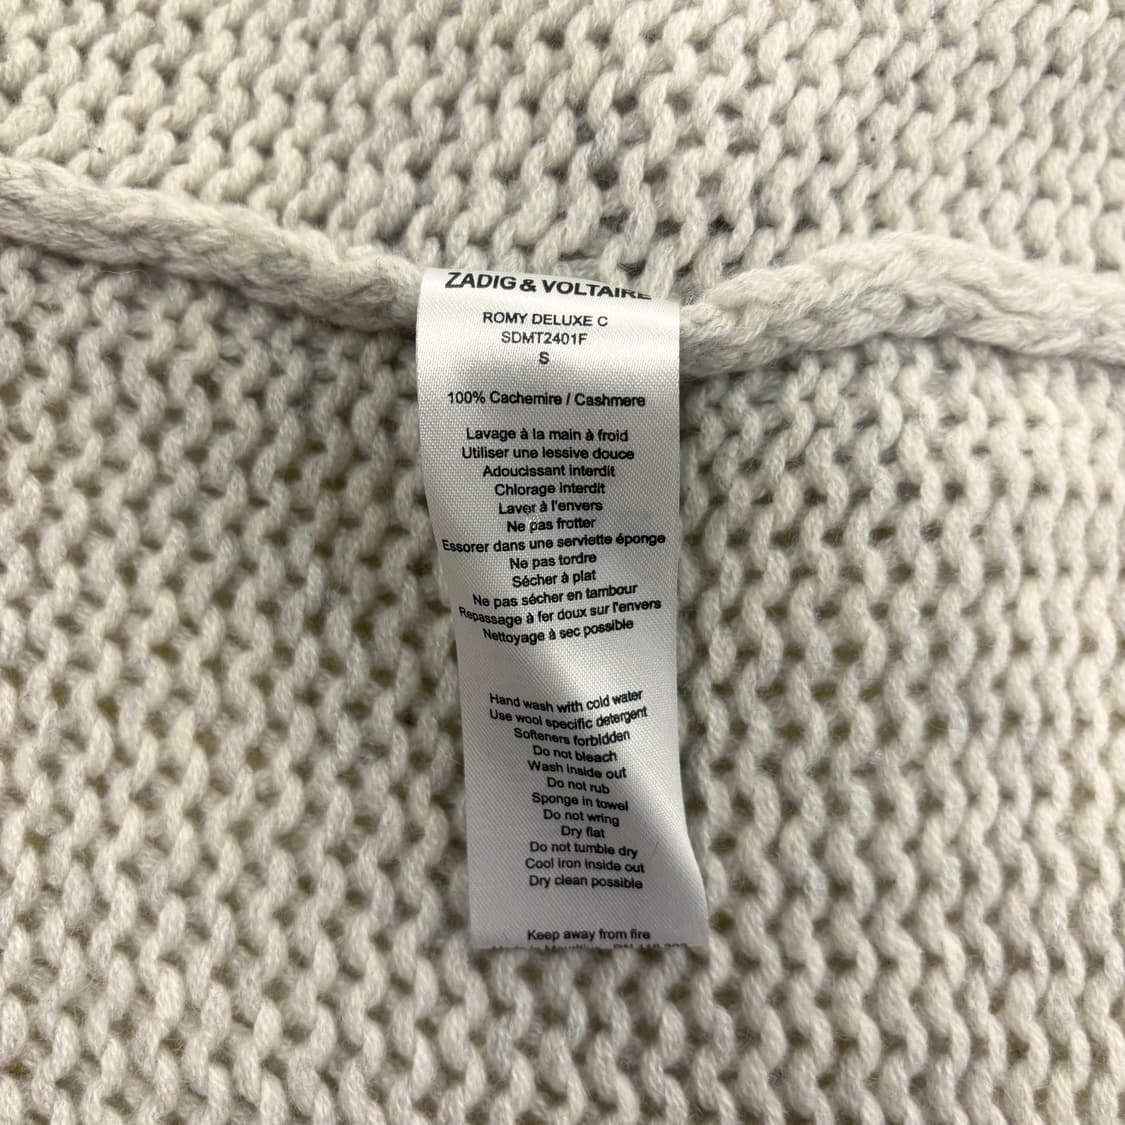 ZADIG & VOLTAIRE
ROMY DELUXE C
SDMT2401F
S
100% Cachemire / Cashmere
Lavage à la main à froid
Utiliser une lessive douce
Adoucissant interdit
Chlorage interdit
Laver à l'envers
Ne pas frotter
Essorer dans une serviette éponge
Ne pas tordre
Sécher à plat
Ne pas sécher en tambour
Repassage à fer doux sur l'envers
Nettoyage à sec possible
Hand wash with cold water
Use wool specific detergent
Softeners forbidden
Do not bleach
Wash inside out
Do not rub
Sponge in towel
Do not wring
Dry flat
Do not tumble dry
Cool iron inside out
Dry clean possible
Keep away from fire